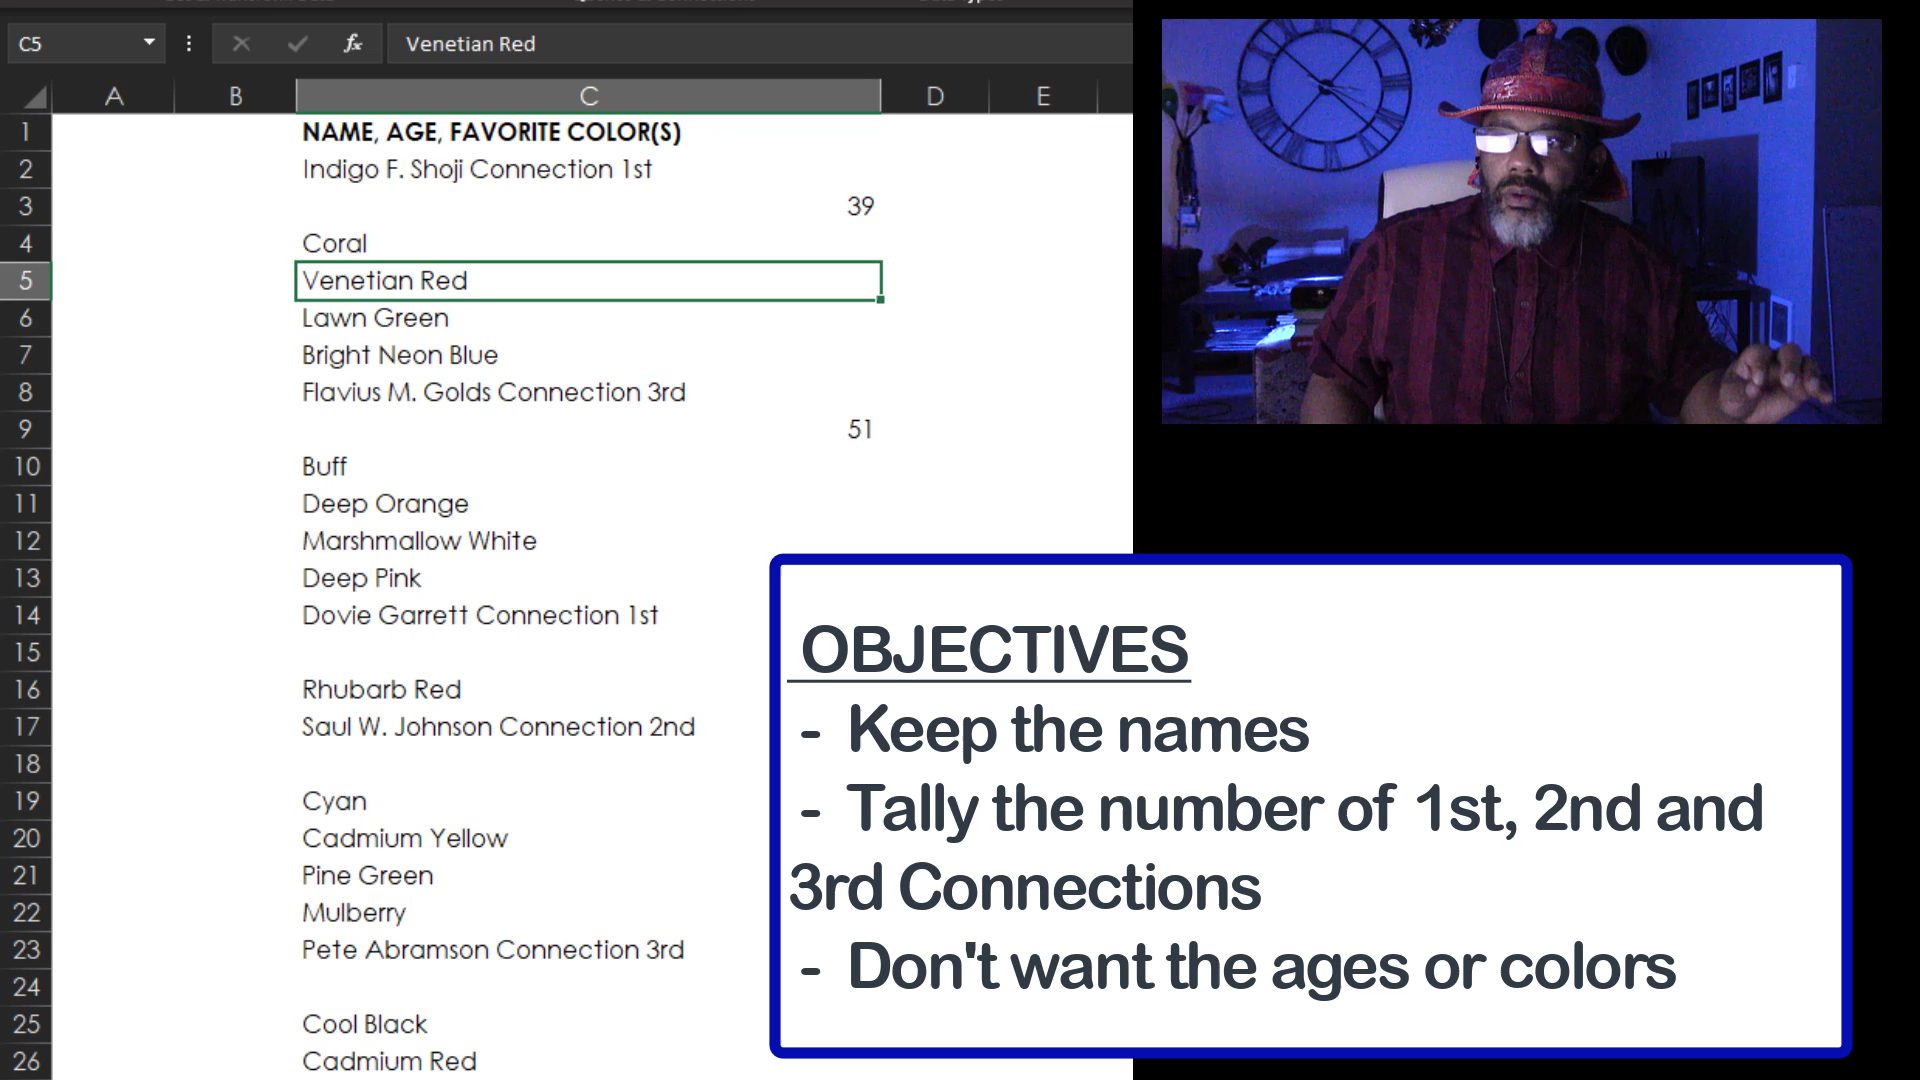 C5
fx
Venetian Red
A B C D E
1 NAME, AGE, FAVORITE COLOR(S)
2 Indigo F. Shoji Connection 1st
3 39
4 Coral
5 Venetian Red
6 Lawn Green
7 Bright Neon Blue
8 Flavius M. Golds Connection 3rd
9 51
10 Buff
11 Deep Orange
12 Marshmallow White
13 Deep Pink
14 Dovie Garrett Connection 1st
15
16 Rhubarb Red
17 Saul W. Johnson Connection 2nd
18
19 Cyan
20 Cadmium Yellow
21 Pine Green
22 Mulberry
23 Pete Abramson Connection 3rd
24
25 Cool Black
26 Cadmium Red
OBJECTIVES
- Keep the names
- Tally the number of 1st, 2nd and
3rd Connections
- Don't want the ages or colors